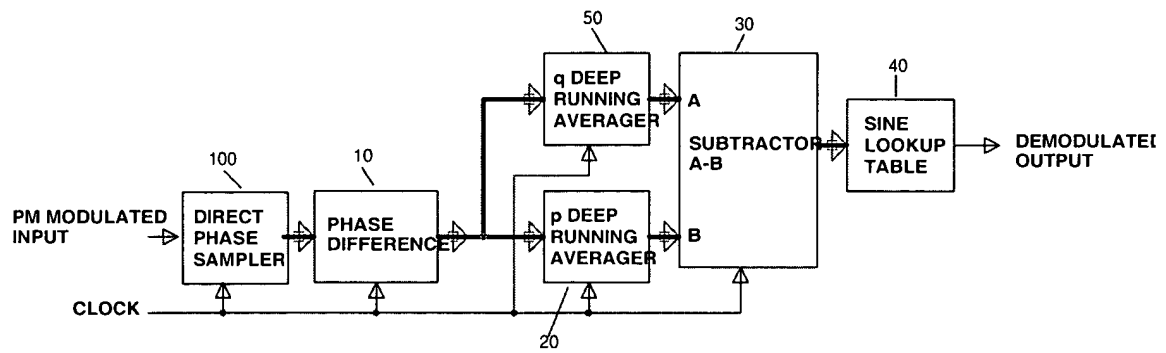 50
30
q DEEP
RUNNING
AVERAGER
A
40
SUBTRACTOR
A-B
SINE
LOOKUP
TABLE
DEMODULATED
OUTPUT
100
10
PM MODULATED
INPUT
DIRECT
PHASE
SAMPLER
PHASE
DIFFERENCE
p DEEP
RUNNING
AVERAGER
B
CLOCK
20